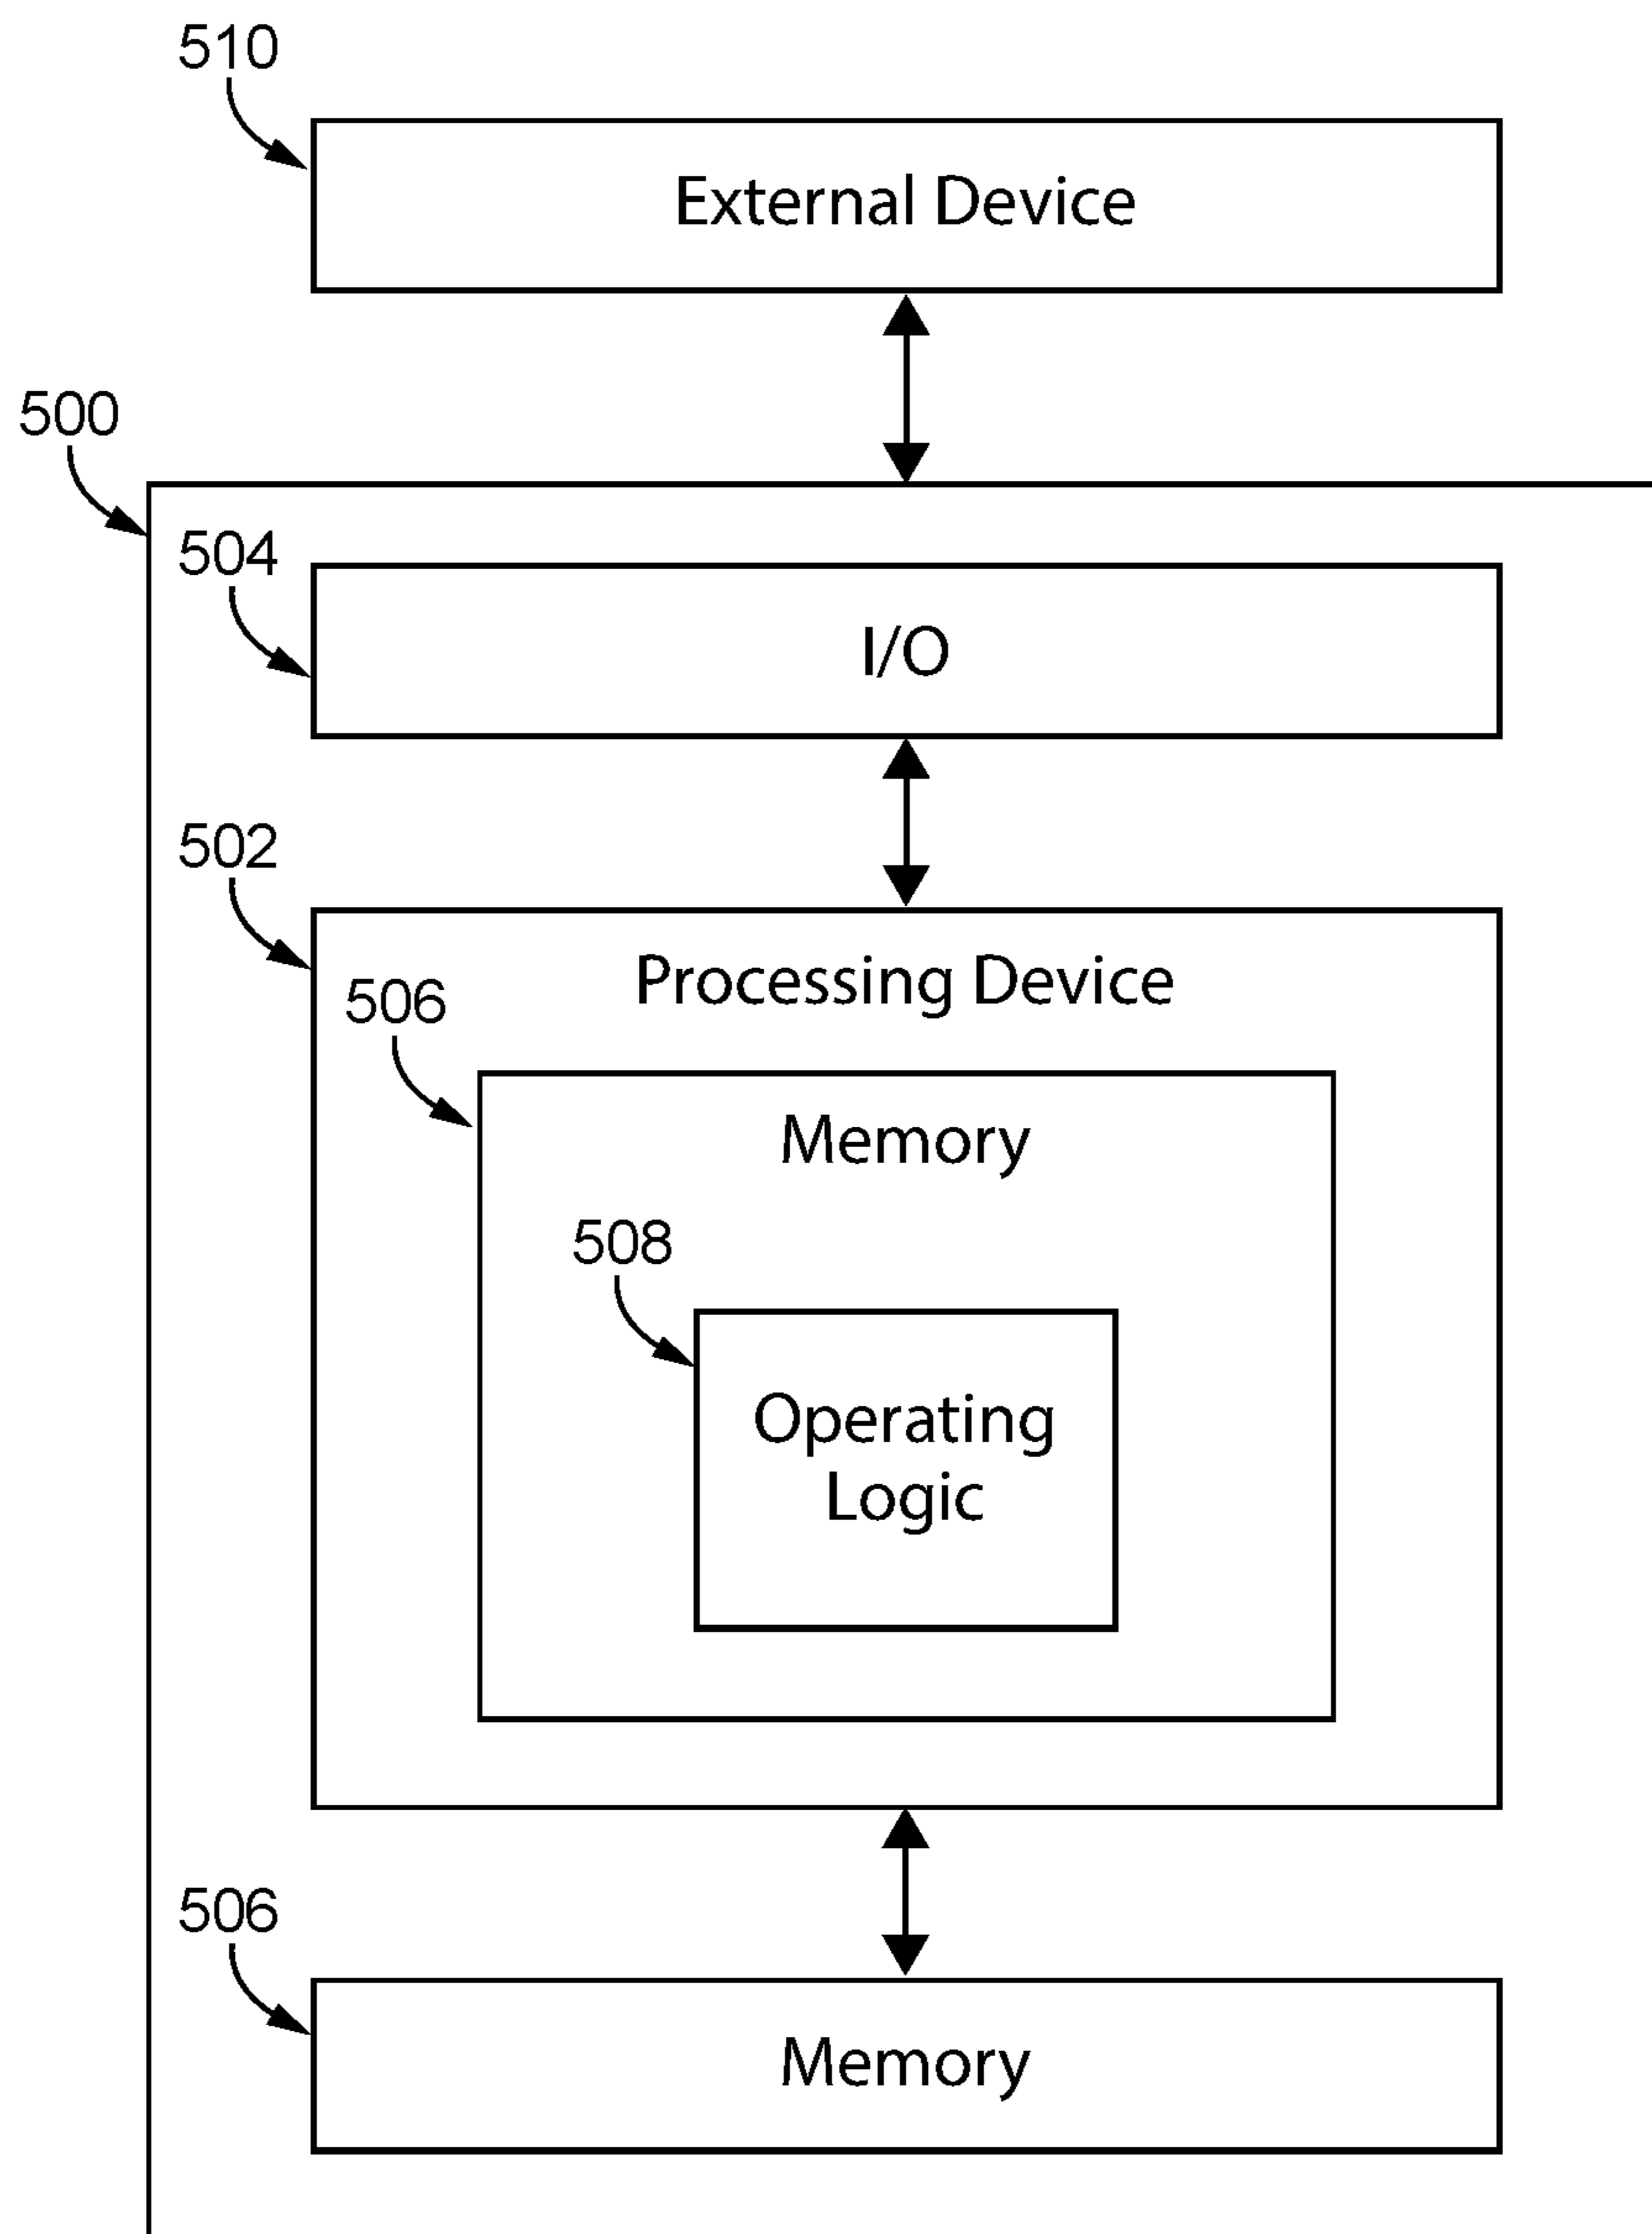 510
External Device
500
504
I/O
502
Processing Device
506
Memory
508
Operating
Logic
506
Memory